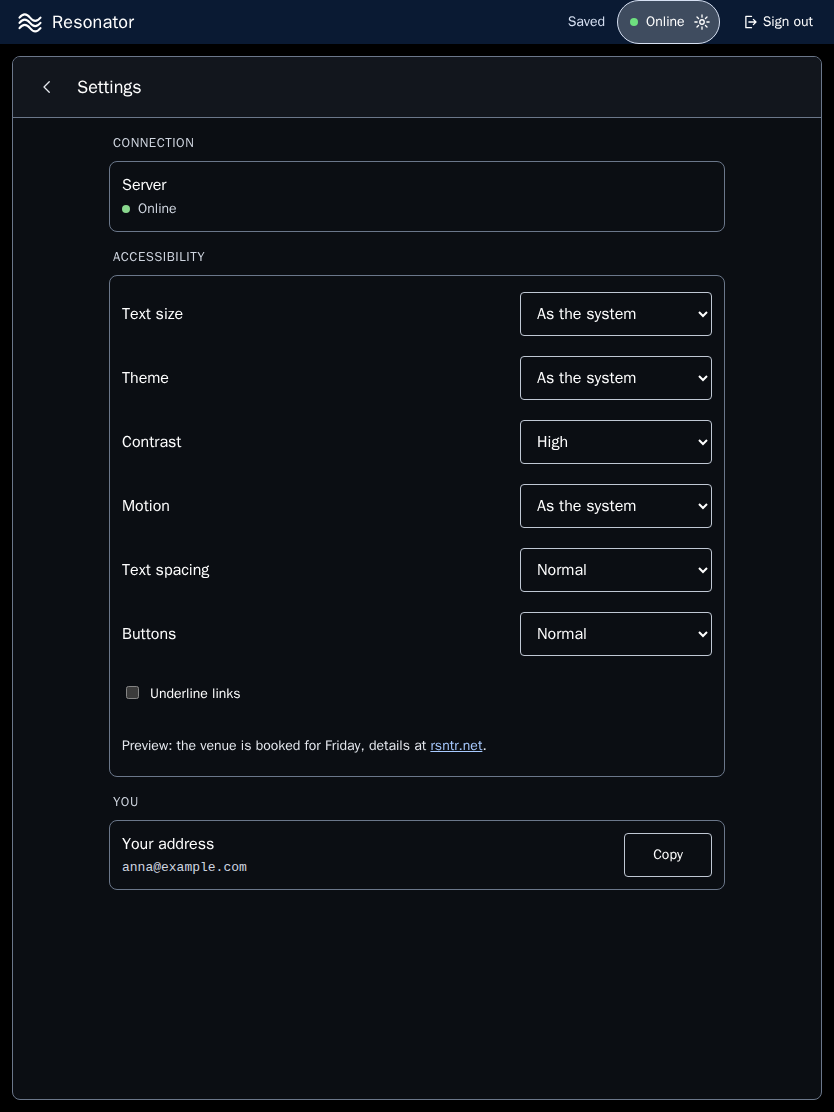 Resonator
Saved
Online
Sign out
Settings
CONNECTION
Server
Online
ACCESSIBILITY
Text size
As the system
Theme
As the system
Contrast
High
Motion
As the system
Text spacing
Normal
Buttons
Normal
Underline links
Preview: the venue is booked for Friday, details at rsntr.net.
YOU
Your address
anna@example.com
Copy